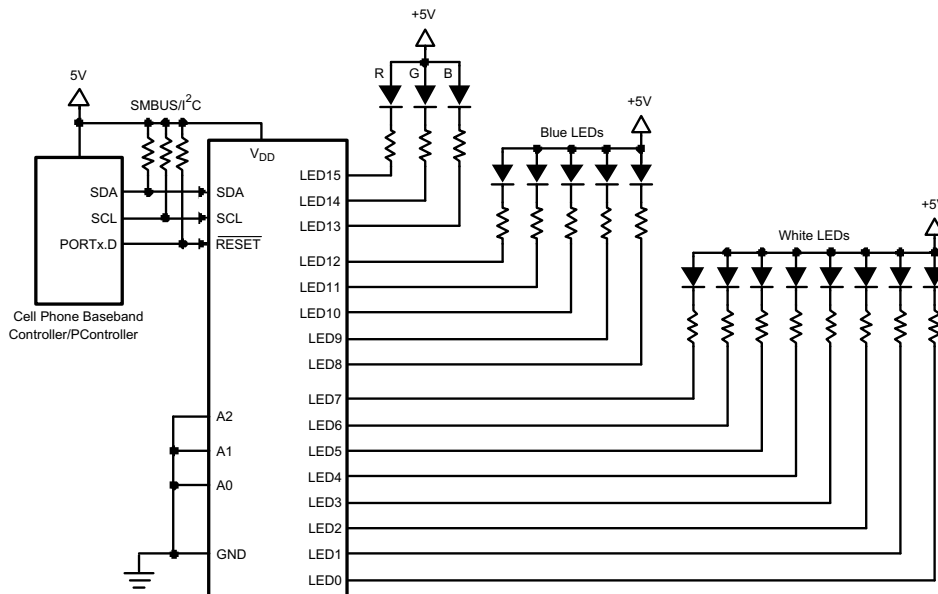 +5V
R G B
5V
SMBUS/I²C
+5V
Blue LEDs
V_DD
LED15
SDA SDA
LED14
SCL SCL
LED13
PORTx.D RESET
+5V
White LEDs
LED12
LED11
LED10
Cell Phone Baseband
Controller/PController
LED9
LED8
LED7
A2
LED6
A1
LED5
LED4
A0
LED3
LED2
GND
LED1
LED0